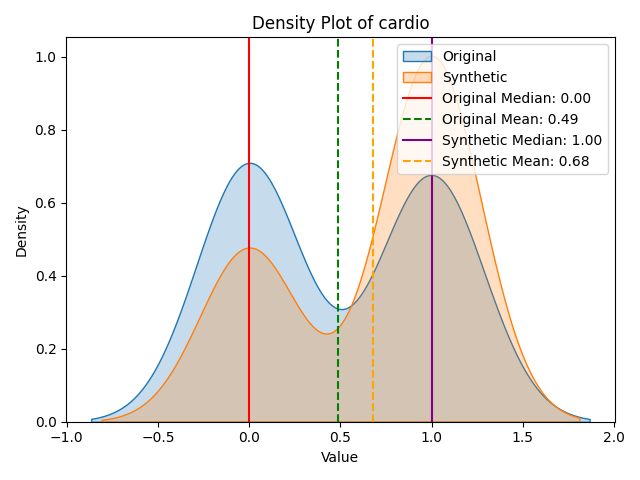 Density Plot of cardio
Original
Synthetic
Original Median: 0.00
Original Mean: 0.49
Synthetic Median: 1.00
Synthetic Mean: 0.68
Density
1.0
0.8
0.6
0.4
0.2
0.0
−1.0 −0.5 0.0 0.5 1.0 1.5 2.0
Value